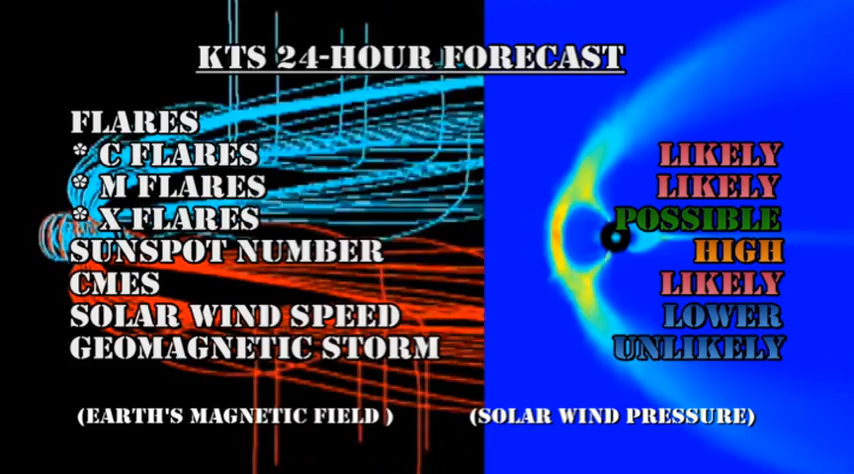 KTS 24-HOUR FORECAST
FLARES
* C FLARES LIKELY
* M FLARES LIKELY
* X FLARES POSSIBLE
SUNSPOT NUMBER HIGH
CMES LIKELY
SOLAR WIND SPEED LOWER
GEOMAGNETIC STORM UNLIKELY
(EARTH'S MAGNETIC FIELD ) (SOLAR WIND PRESSURE)